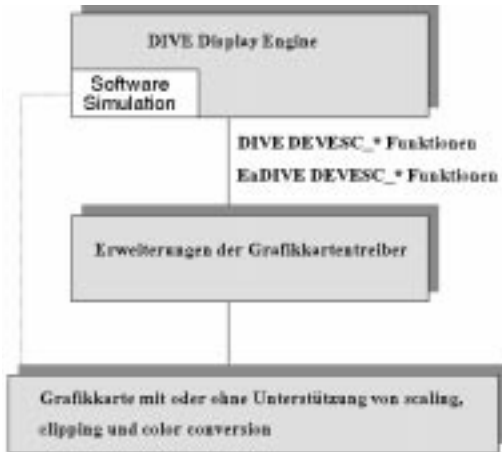 DIVE Display Engine
Software
Simulation
DIVE DEVESC_* Funktionen
EnDIVE DEVESC_* Funktionen
Erweiterungen der Grafikkartentreiber
Grafikkarte mit oder ohne Unterstützung von scaling,
clipping und color conversion